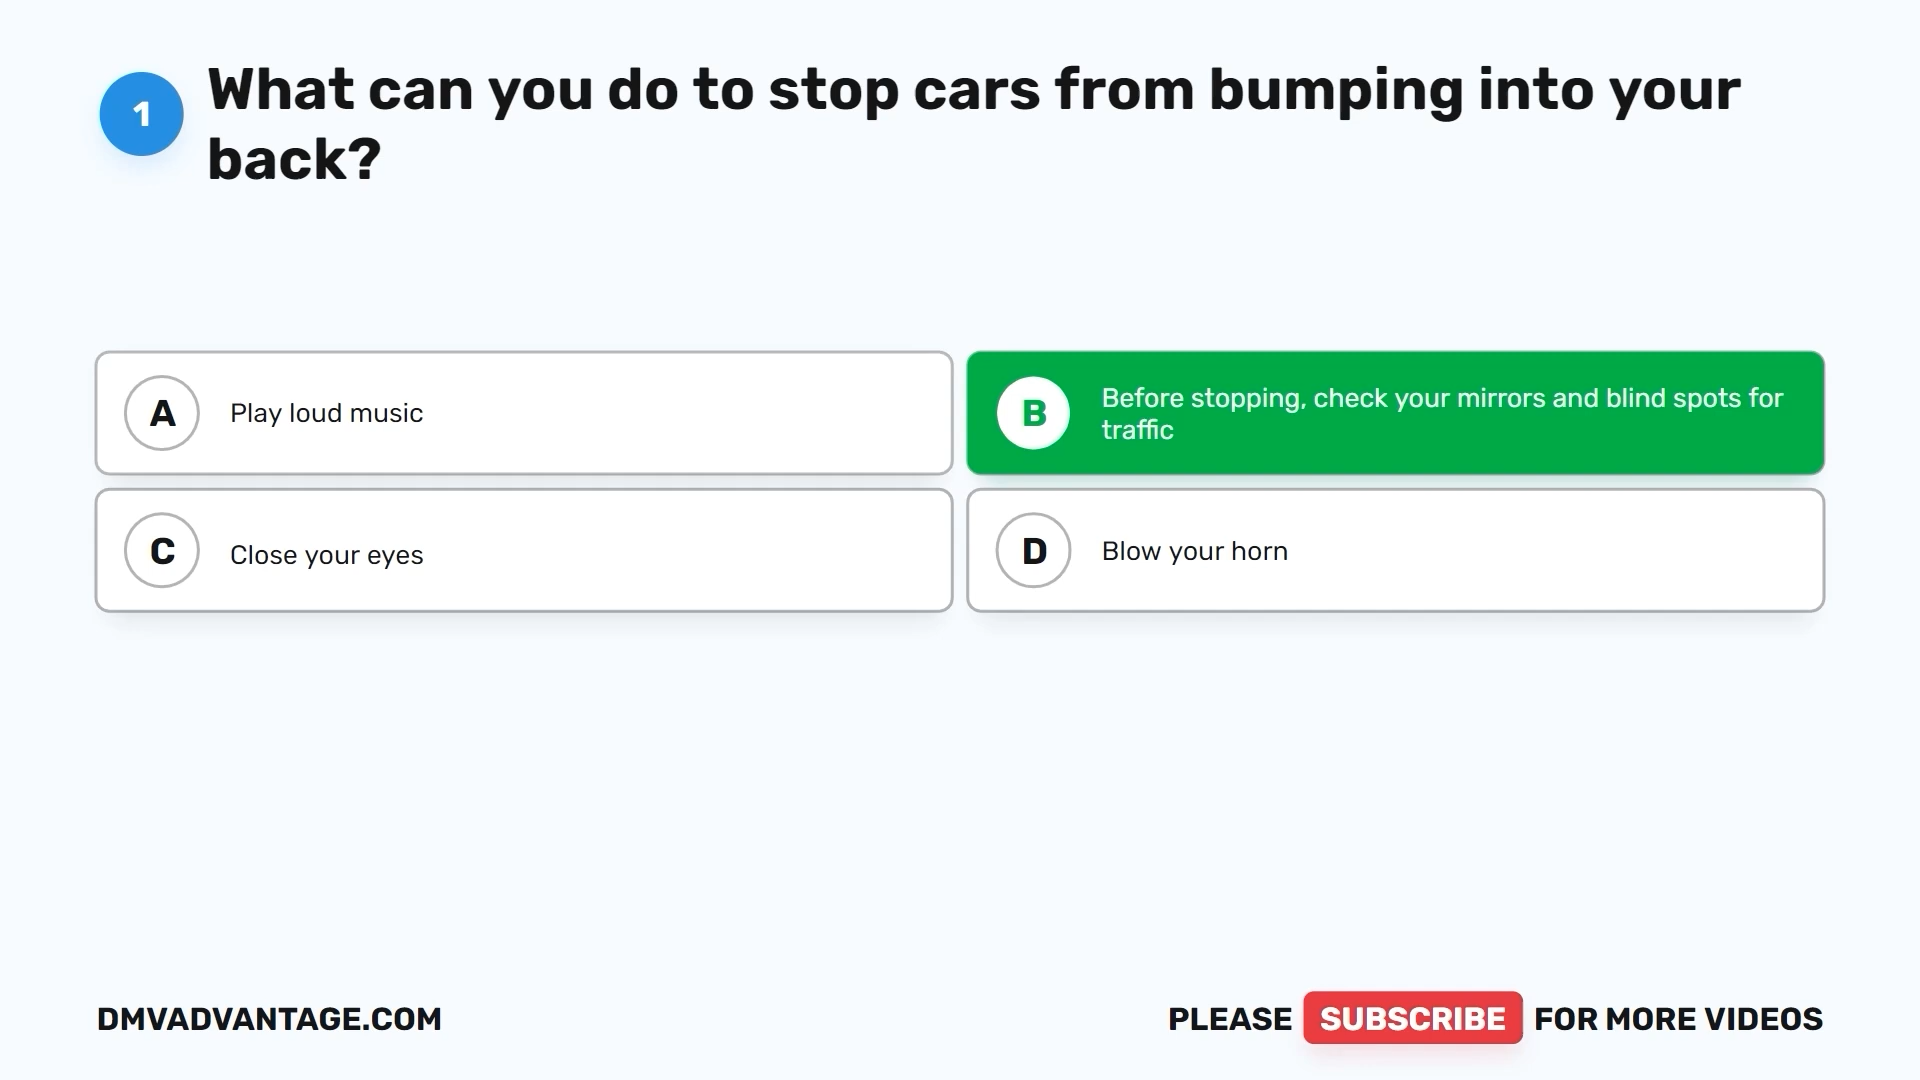 1
What can you do to stop cars from bumping into your
back?
A
Play loud music
B
Before stopping, check your mirrors and blind spots for
traffic
C
Close your eyes
D
Blow your horn
DMVADVANTAGE.COM
PLEASE SUBSCRIBE FOR MORE VIDEOS